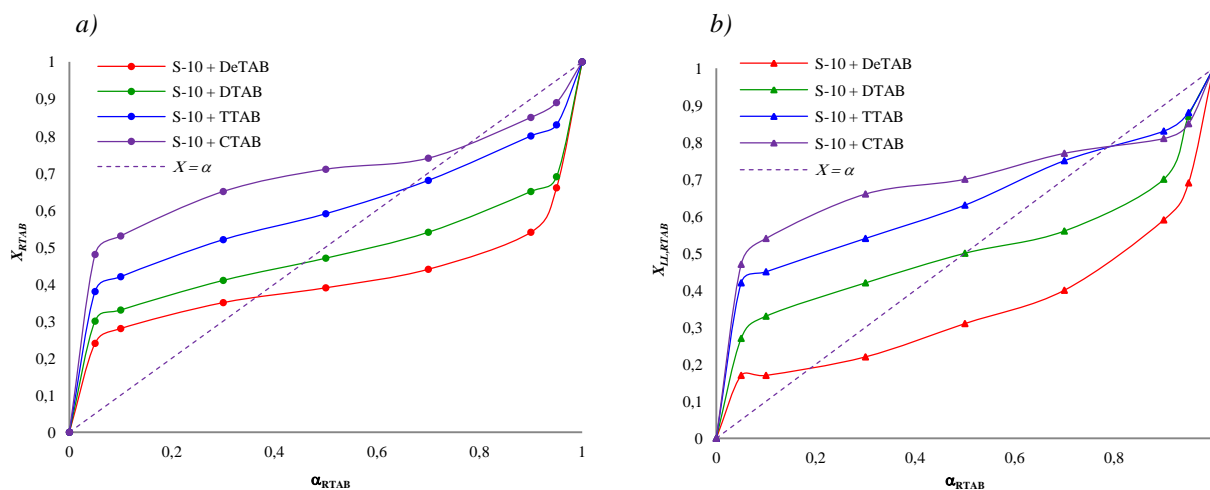 a)
S-10 + DeTAB
S-10 + DTAB
S-10 + TTAB
S-10 + CTAB
X = α
1
0,9
0,8
0,7
0,6
0,5
0,4
0,3
0,2
0,1
0
X_RTAB
0 0,2 0,4 0,6 0,8 1
α_RTAB
b)
S-10 + DeTAB
S-10 + DTAB
S-10 + TTAB
S-10 + CTAB
X = α
1
0,9
0,8
0,7
0,6
0,5
0,4
0,3
0,2
0,1
0
X_LL,RTAB
0 0,2 0,4 0,6 0,8
α_RTAB